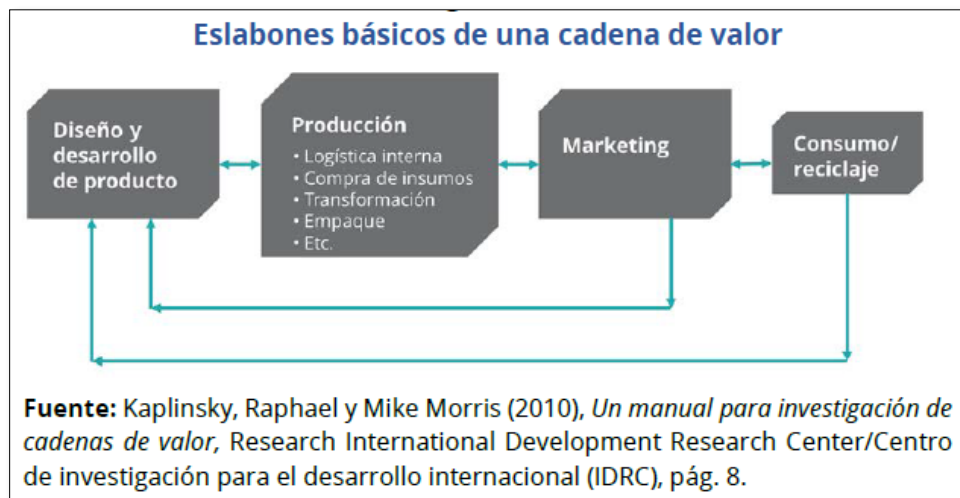 Eslabones básicos de una cadena de valor
Diseño y
desarrollo
de producto
Producción
• Logística interna
• Compra de insumos
• Transformación
• Empaque
• Etc.
Marketing
Consumo/
reciclaje
Fuente: Kaplinsky, Raphael y Mike Morris (2010), Un manual para investigación de
cadenas de valor, Research International Development Research Center/Centro
de investigación para el desarrollo internacional (IDRC), pág. 8.